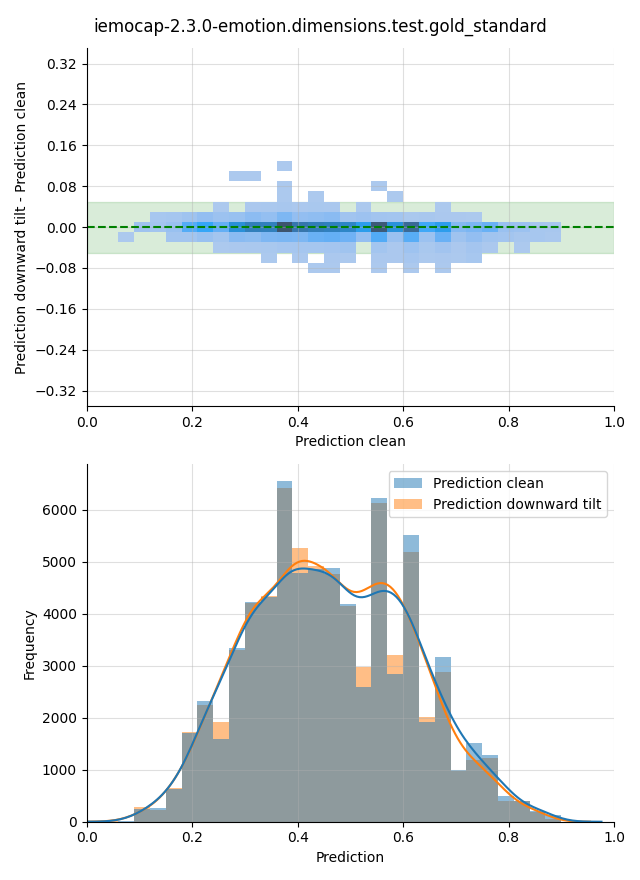 iemocap-2.3.0-emotion.dimensions.test.gold_standard
Prediction downward tilt - Prediction clean
0.32
0.24
0.16
0.08
0.00
−0.08
−0.16
−0.24
−0.32
0.0 0.2 0.4 0.6 0.8 1.0
Prediction clean
Prediction clean
Prediction downward tilt
Frequency
6000
5000
4000
3000
2000
1000
0
0.0 0.2 0.4 0.6 0.8 1.0
Prediction